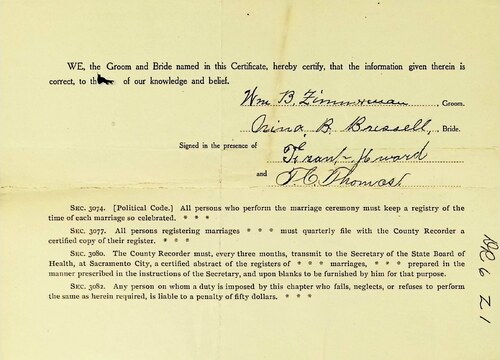 WE, the Groom and Bride named in this Certificate, hereby certify, that the information given therein is
correct, to the of our knowledge and belief.
Wm B. Zimmerman, Groom.
B. Bressell, Bride.
Signed in the presence of
Frank Howard
and T. C. Thomas
SEC. 3074. [Political Code.] All persons who perform the marriage ceremony must keep a registry of the
time of each marriage so celebrated. * * *
SEC. 3077. All persons registering marriages * * * must quarterly file with the County Recorder a
certified copy of their register. * * *
SEC. 3080. The County Recorder must, every three months, transmit to the Secretary of the State Board of
Health, at Sacramento City, a certified abstract of the registers of * * * marriages, * * * prepared in the
manner prescribed in the instructions of the Secretary, and upon blanks to be furnished by him for that purpose.
SEC. 3082. Any person on whom a duty is imposed by this chapter who fails, neglects, or refuses to perform
the same as herein required, is liable to a penalty of fifty dollars. * * *
6 Z 1